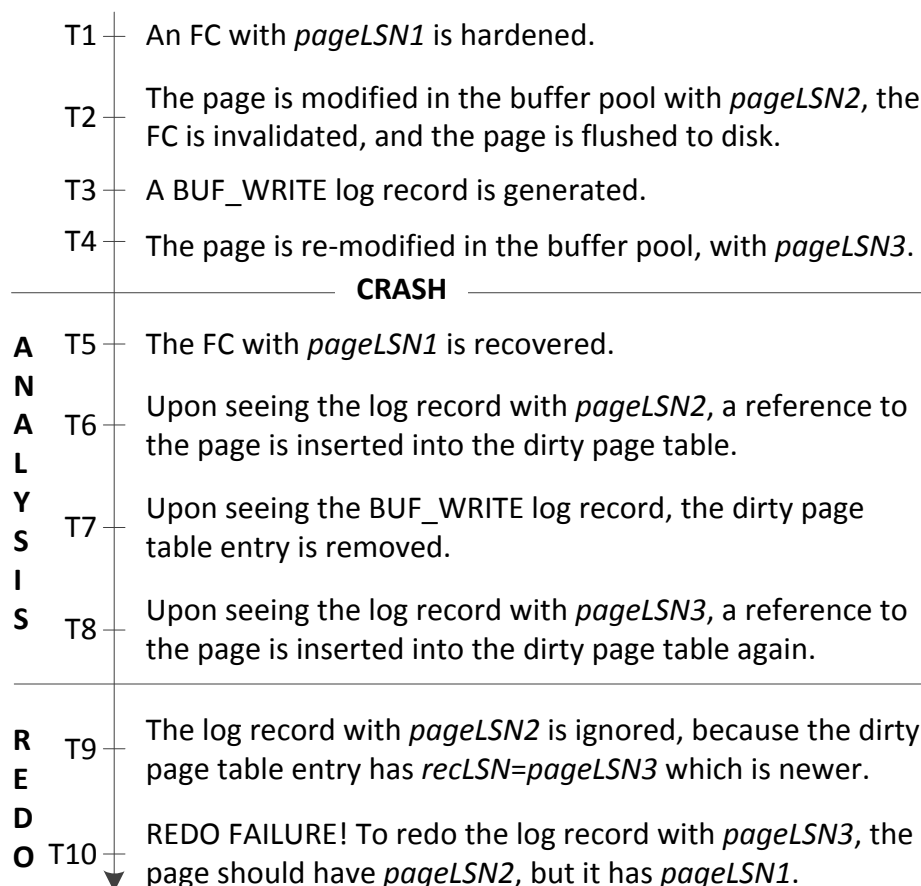 T1 An FC with pageLSN1 is hardened.
T2 The page is modified in the buffer pool with pageLSN2, the
FC is invalidated, and the page is flushed to disk.
T3 A BUF_WRITE log record is generated.
T4 The page is re-modified in the buffer pool, with pageLSN3.
CRASH
ANALYSIS
T5 The FC with pageLSN1 is recovered.
T6 Upon seeing the log record with pageLSN2, a reference to
the page is inserted into the dirty page table.
T7 Upon seeing the BUF_WRITE log record, the dirty page
table entry is removed.
T8 Upon seeing the log record with pageLSN3, a reference to
the page is inserted into the dirty page table again.
REDO
T9 The log record with pageLSN2 is ignored, because the dirty
page table entry has recLSN=pageLSN3 which is newer.
T10 REDO FAILURE! To redo the log record with pageLSN3, the
page should have pageLSN2, but it has pageLSN1.